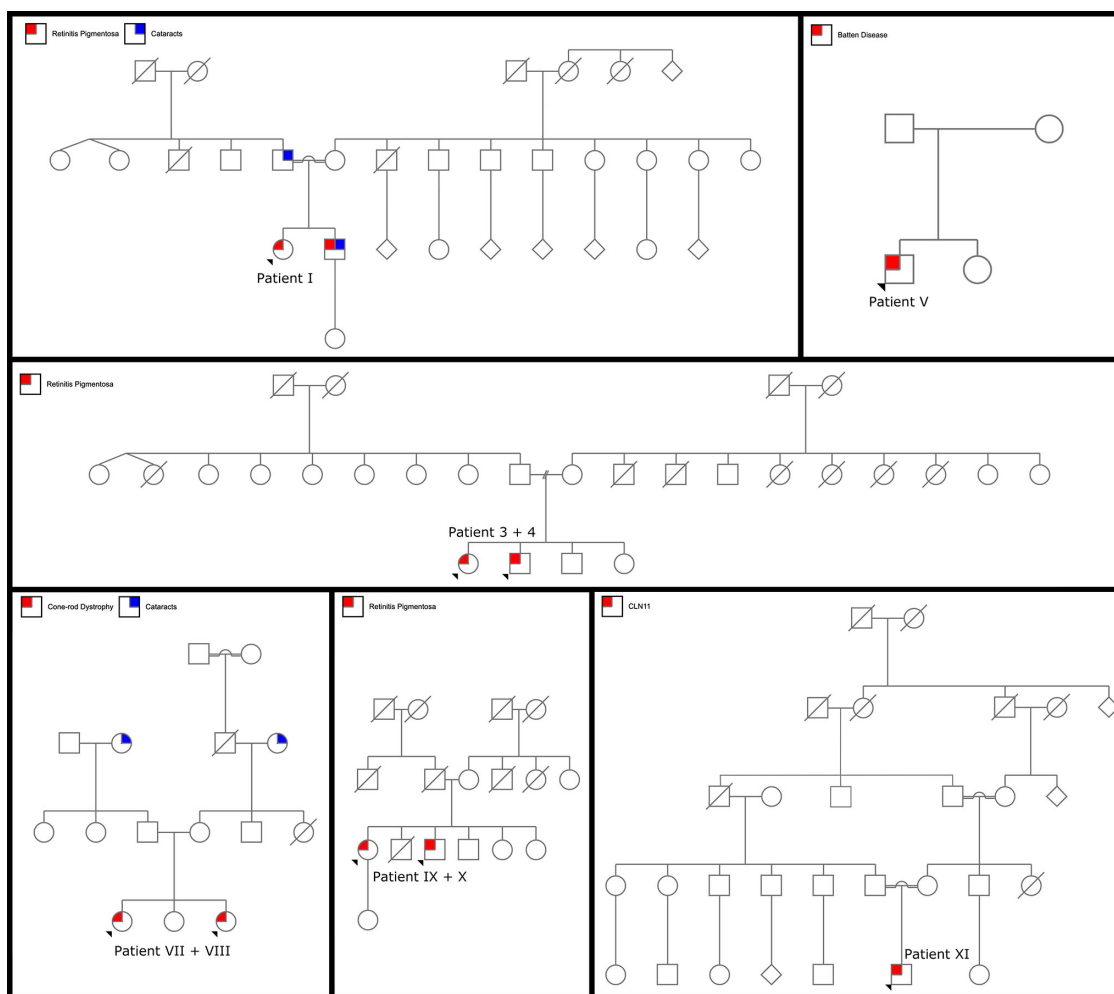 Retinitis Pigmentosa Cataracts
Patient I
Batten Disease
Patient V
Retinitis Pigmentosa
Patient 3 + 4
Cone-rod Dystrophy Cataracts
Patient VII + VIII
Retinitis Pigmentosa
Patient IX + X
CLN11
Patient XI